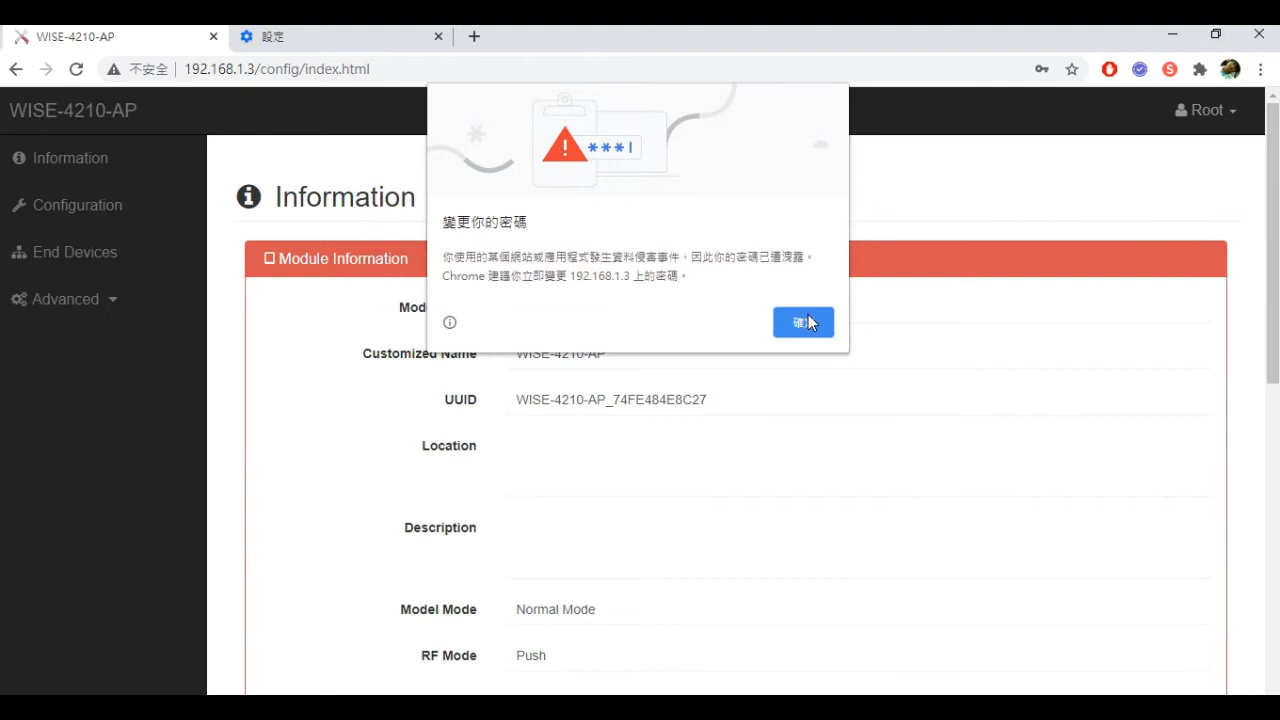 WISE-4210-AP
設定
不安全
192.168.1.3/config/index.html
WISE-4210-AP
Root
Information
Configuration
End Devices
Advanced
Information
***
變更你的密碼
你使用的某個網站或應用程式發生資料侵害事件，因此你的密碼已遭洩露。
Chrome 建議你立即變更 192.168.1.3 上的密碼。
Module Information
Customized Name WISE-4210-AP
UUID WISE-4210-AP_74FE484E8C27
Location
Description
Model Mode Normal Mode
RF Mode Push